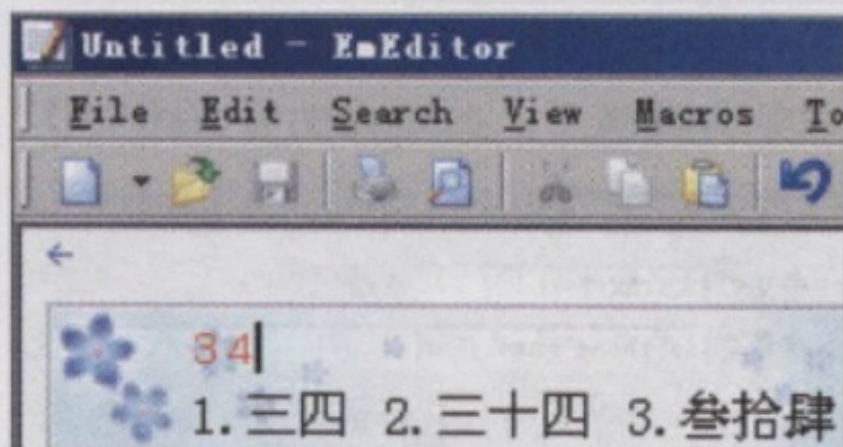 Untitled - EmEditor
File Edit Search View Macros To
←
34
1.三四 2.三十四 3.叁拾肆